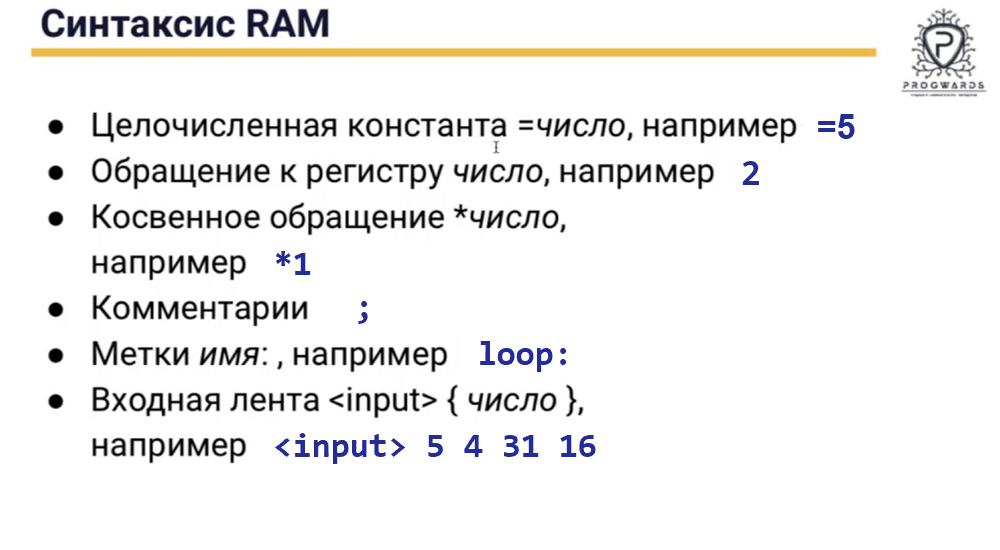 Синтаксис RAM
PROGWARDS
● Целочисленная константа =число, например =5
● Обращение к регистру число, например 2
● Косвенное обращение *число,
например *1
● Комментарии ;
● Метки имя: , например loop:
● Входная лента <input> { число },
например <input> 5 4 31 16